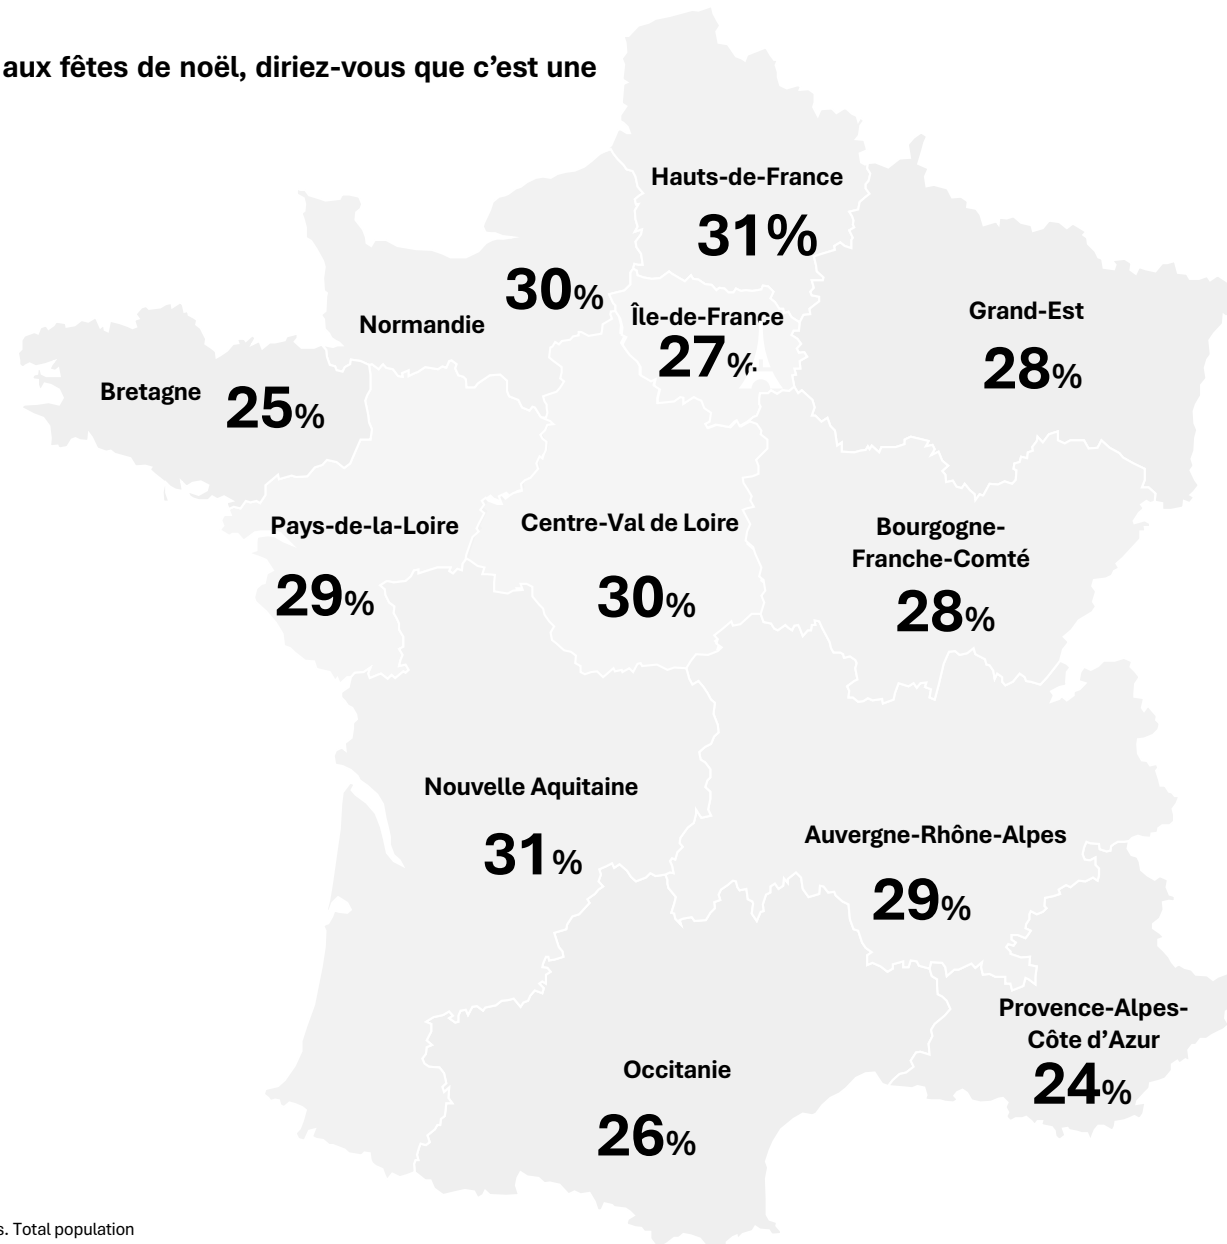 aux fêtes de noël, diriez-vous que c’est une
Hauts-de-France
31%
30%
Normandie
Île-de-France
27%
Grand-Est
28%
Bretagne
25%
Pays-de-la-Loire
29%
Centre-Val de Loire
30%
Bourgogne-
Franche-Comté
28%
Nouvelle Aquitaine
31%
Auvergne-Rhône-Alpes
29%
Provence-Alpes-
Côte d’Azur
24%
Occitanie
26%
s. Total population